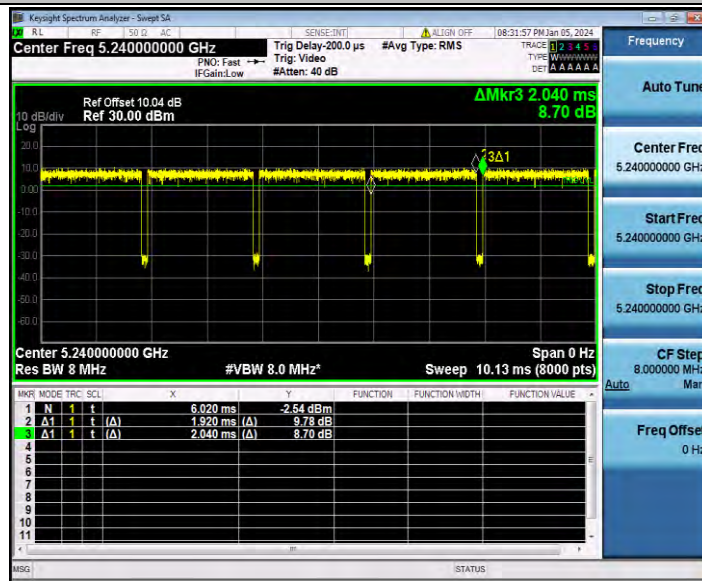 Keysight Spectrum Analyzer - Swept SA
RL RF 50 Ω AC SENSE:INT ALIGN OFF 08:31:57 PM Jan 05, 2024
Center Freq 5.240000000 GHz
PNO: Fast
IFGain:Low
Trig Delay-200.0 µs
Trig: Video
#Atten: 40 dB
#Avg Type: RMS
TRACE 1 2 3 4 5 6
TYPE W
DET A A A A A A
Frequency
ΔMkr3 2.040 ms
8.70 dB
Ref Offset 10.04 dB
10 dB/div Ref 30.00 dBm
Log
20.0
10.0
0.00
-10.0
-20.0
-30.0
-40.0
-50.0
-60.0
3Δ1
Center 5.240000000 GHz Span 0 Hz
Res BW 8 MHz #VBW 8.0 MHz* Sweep 10.13 ms (8000 pts)
MKR MODE TRC SCL X Y FUNCTION FUNCTION WIDTH FUNCTION VALUE
1 N 1 t 6.020 ms -2.54 dBm
2 Δ1 1 t (Δ) 1.920 ms (Δ) 9.78 dB
3 Δ1 1 t (Δ) 2.040 ms (Δ) 8.70 dB
4
5
6
7
8
9
10
11
MSG STATUS
Auto Tune
Center Freq
5.240000000 GHz
Start Freq
5.240000000 GHz
Stop Freq
5.240000000 GHz
CF Step
8.000000 MHz
Auto Man
Freq Offset
0 Hz